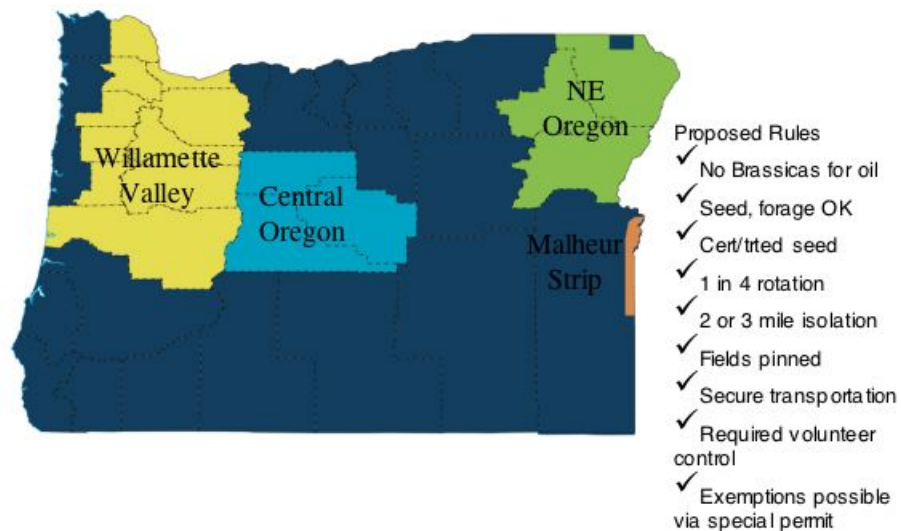 Willamette
Valley
Central
Oregon
NE
Oregon
Malheur
Strip
Proposed Rules
✓ No Brassicas for oil
✓ Seed, forage OK
✓ Cert/trted seed
✓ 1 in 4 rotation
✓ 2 or 3 mile isolation
✓ Fields pinned
✓ Secure transportation
✓ Required volunteer
control
✓ Exemptions possible
via special permit